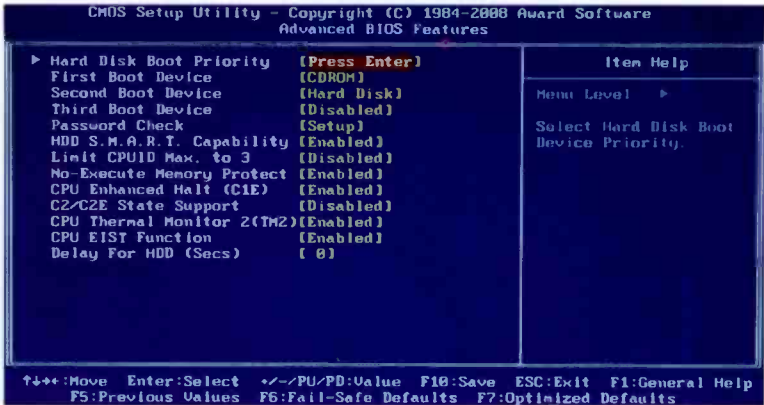 CMOS Setup Utility - Copyright (C) 1984-2008 Award Software
Advanced BIOS Features
▶ Hard Disk Boot Priority [Press Enter]
First Boot Device [CDROM]
Second Boot Device [Hard Disk]
Third Boot Device [Disabled]
Password Check [Setup]
HDD S.M.A.R.T. Capability [Enabled]
Limit CPUID Max. to 3 [Disabled]
No-Execute Memory Protect [Enabled]
CPU Enhanced Halt (C1E) [Enabled]
C2/C2E State Support [Disabled]
CPU Thermal Monitor 2(TM2)[Enabled]
CPU EIST Function [Enabled]
Delay For HDD (Secs) [ 0]
Item Help
Menu Level ▶
Select Hard Disk Boot
Device Priority.
↑↓→←:Move Enter:Select +/-/PU/PD:Value F10:Save ESC:Exit F1:General Help
F5:Previous Values F6:Fail-Safe Defaults F7:Optimized Defaults